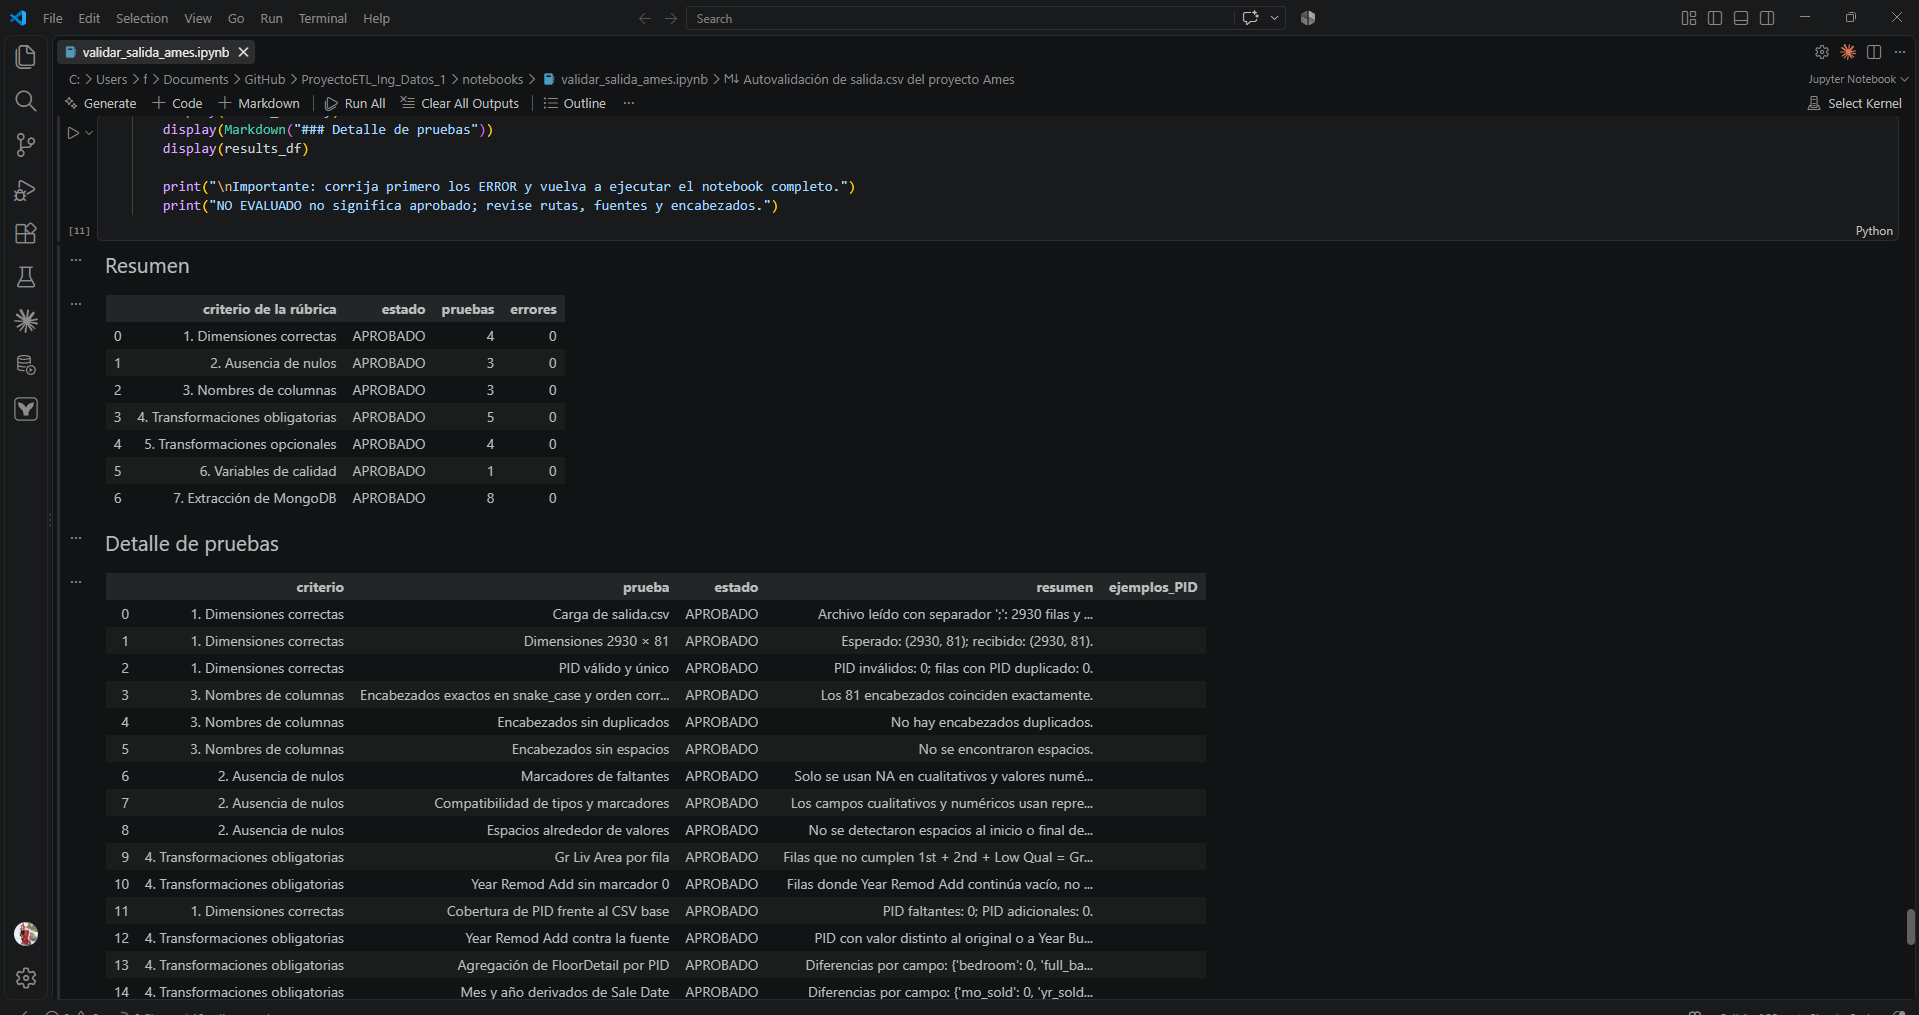 File Edit Selection View Go Run Terminal Help
Search
validar_salida_ames.ipynb
C: > Users > f > Documents > GitHub > ProyectoETL_Ing_Datos_1 > notebooks > validar_salida_ames.ipynb > M↓ Autovalidación de salida.csv del proyecto Ames
Jupyter Notebook
Generate + Code + Markdown Run All Clear All Outputs Outline ...
Select Kernel
display(Markdown("### Detalle de pruebas"))
display(results_df)
print("\nImportante: corrija primero los ERROR y vuelva a ejecutar el notebook completo.")
print("NO EVALUADO no significa aprobado; revise rutas, fuentes y encabezados.")
[11]
Python
Resumen
criterio de la rúbrica estado pruebas errores
0 1. Dimensiones correctas APROBADO 4 0
1 2. Ausencia de nulos APROBADO 3 0
2 3. Nombres de columnas APROBADO 3 0
3 4. Transformaciones obligatorias APROBADO 5 0
4 5. Transformaciones opcionales APROBADO 4 0
5 6. Variables de calidad APROBADO 1 0
6 7. Extracción de MongoDB APROBADO 8 0
Detalle de pruebas
criterio prueba estado resumen ejemplos_PID
0 1. Dimensiones correctas Carga de salida.csv APROBADO Archivo leído con separador ';': 2930 filas y ...
1 1. Dimensiones correctas Dimensiones 2930 × 81 APROBADO Esperado: (2930, 81); recibido: (2930, 81).
2 1. Dimensiones correctas PID válido y único APROBADO PID inválidos: 0; filas con PID duplicado: 0.
3 3. Nombres de columnas Encabezados exactos en snake_case y orden corr... APROBADO Los 81 encabezados coinciden exactamente.
4 3. Nombres de columnas Encabezados sin duplicados APROBADO No hay encabezados duplicados.
5 3. Nombres de columnas Encabezados sin espacios APROBADO No se encontraron espacios.
6 2. Ausencia de nulos Marcadores de faltantes APROBADO Solo se usan NA en cualitativos y valores numé...
7 2. Ausencia de nulos Compatibilidad de tipos y marcadores APROBADO Los campos cualitativos y numéricos usan repre...
8 2. Ausencia de nulos Espacios alrededor de valores APROBADO No se detectaron espacios al inicio o final de...
9 4. Transformaciones obligatorias Gr Liv Area por fila APROBADO Filas que no cumplen 1st + 2nd + Low Qual = Gr...
10 4. Transformaciones obligatorias Year Remod Add sin marcador 0 APROBADO Filas donde Year Remod Add continúa vacío, no ...
11 1. Dimensiones correctas Cobertura de PID frente al CSV base APROBADO PID faltantes: 0; PID adicionales: 0.
12 4. Transformaciones obligatorias Year Remod Add contra la fuente APROBADO PID con valor distinto al original o a Year Bu...
13 4. Transformaciones obligatorias Agregación de FloorDetail por PID APROBADO Diferencias por campo: {'bedroom': 0, 'full_ba...
14 4. Transformaciones obligatorias Mes y año derivados de Sale Date APROBADO Diferencias por campo: {'mo_sold': 0, 'yr_sold...